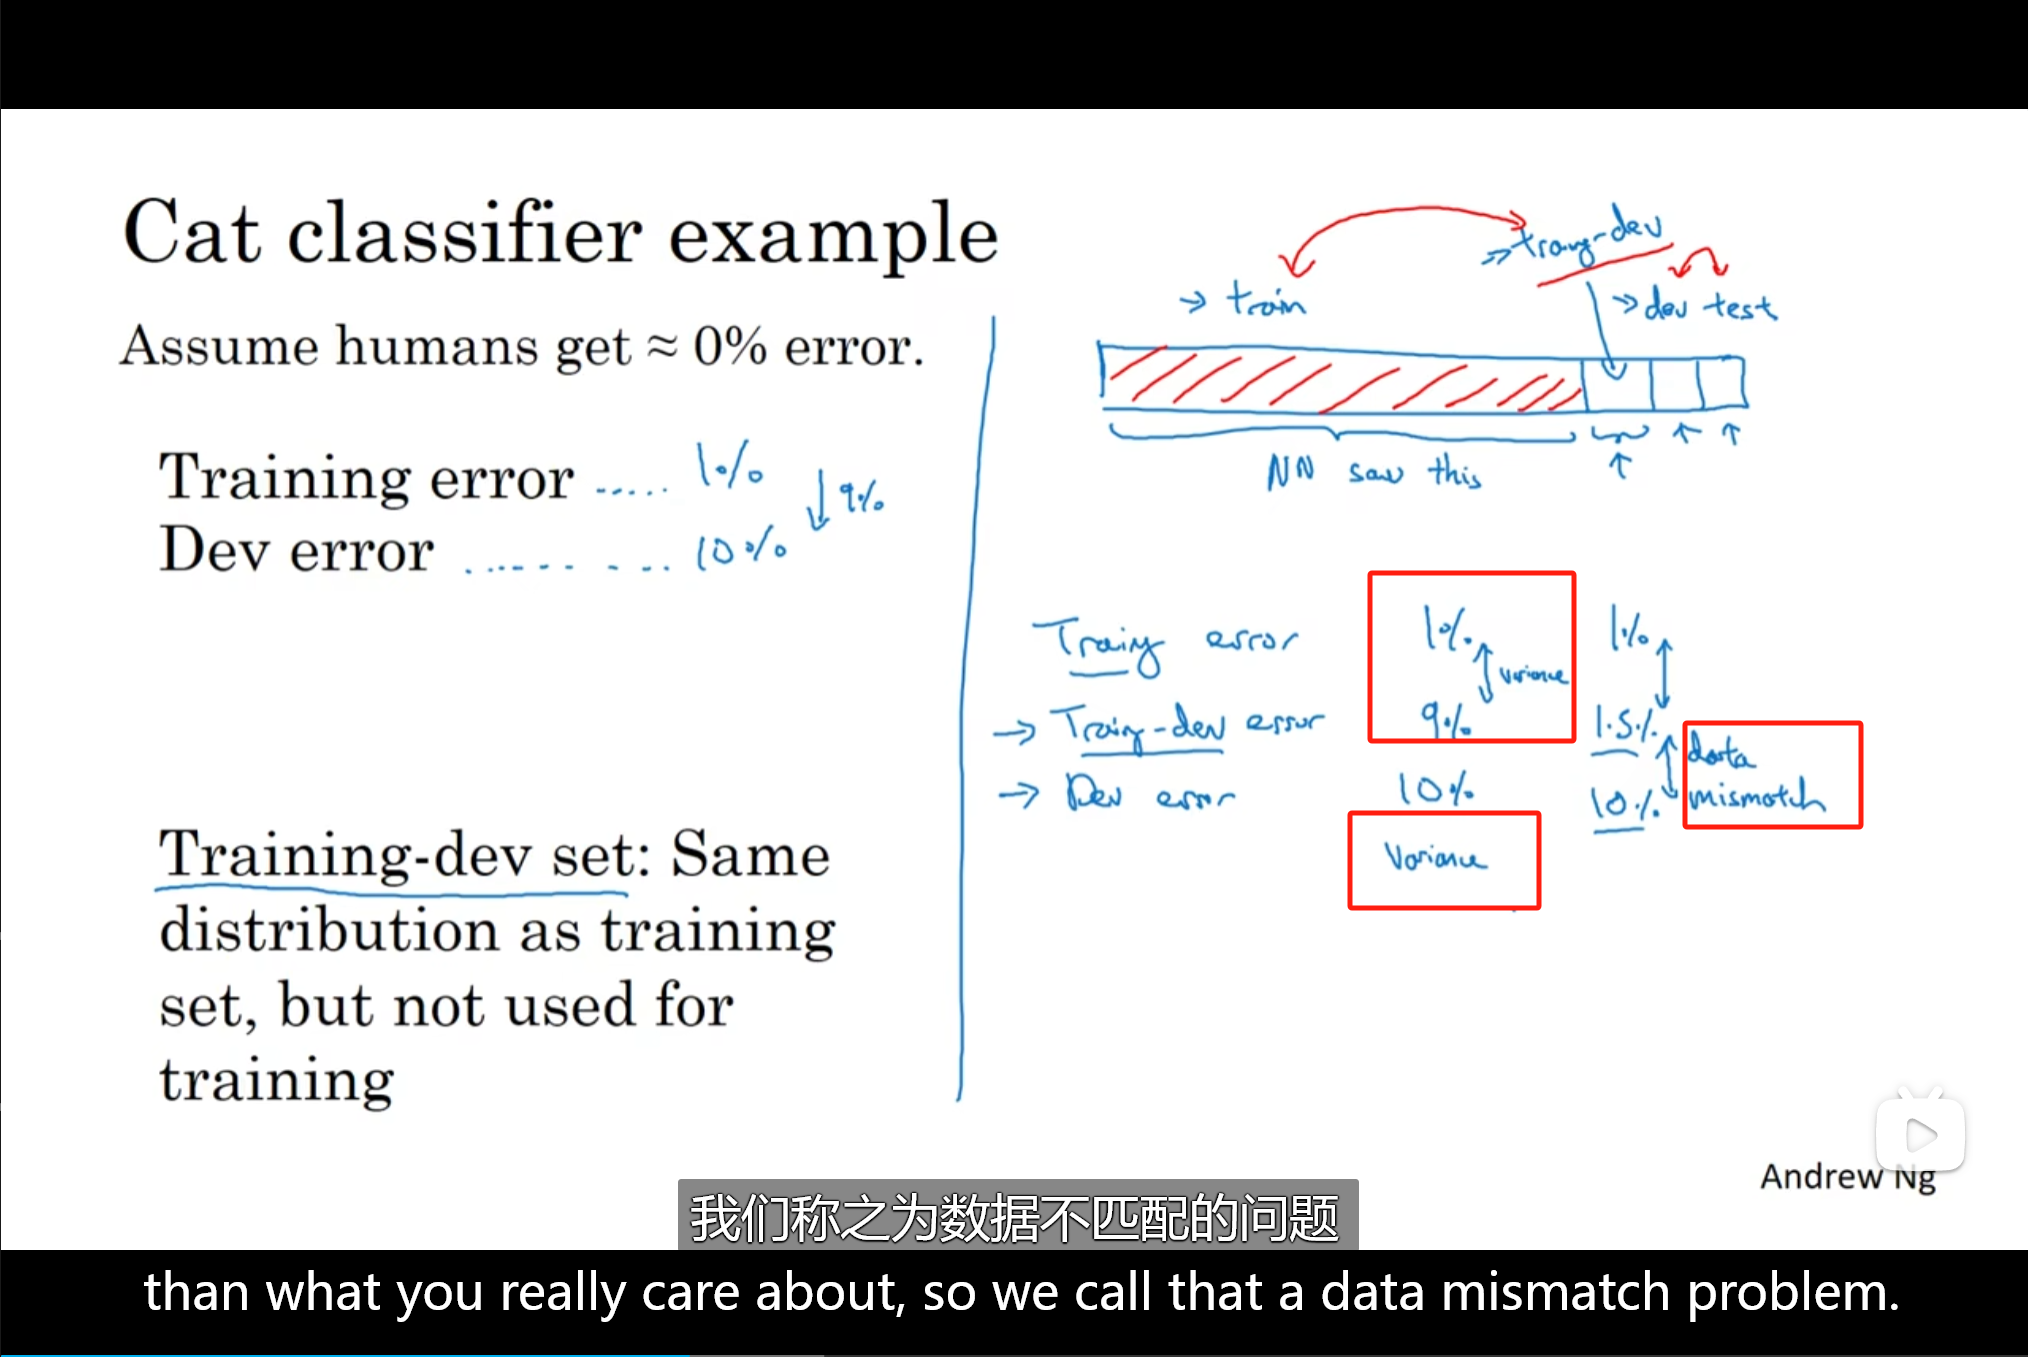 Cat classifier example
Assume humans get ≈ 0% error.
Training error ..... 1%
↓ 9%
Dev error ......... 10%
Training-dev set: Same
distribution as training
set, but not used for
training
→ train
→ traing-dev
→ dev test
NN saw this
Traing error 1% 1%
variance
→ Traing-dev error 9% 1.5%
→ Dev error 10% 10%
data
mismatch
Variance
Andrew Ng
我们称之为数据不匹配的问题
than what you really care about, so we call that a data mismatch problem.